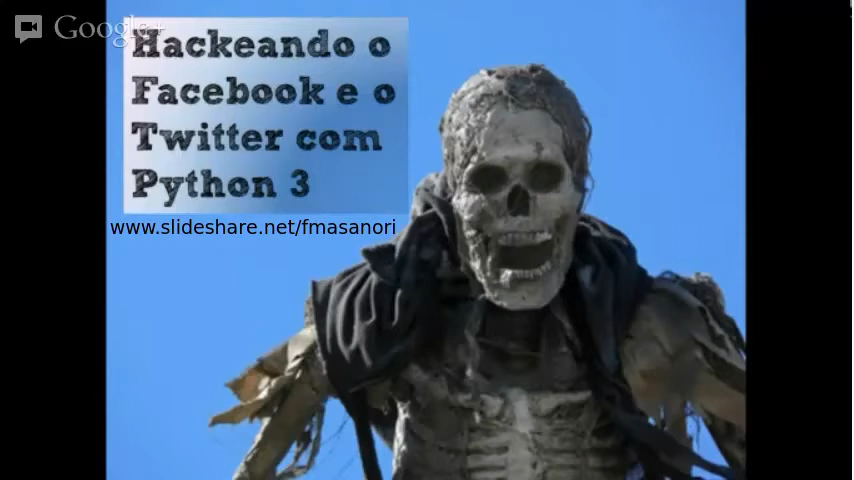 Google+
Hackeando o
Facebook e o
Twitter com
Python 3
www.slideshare.net/fmasanori